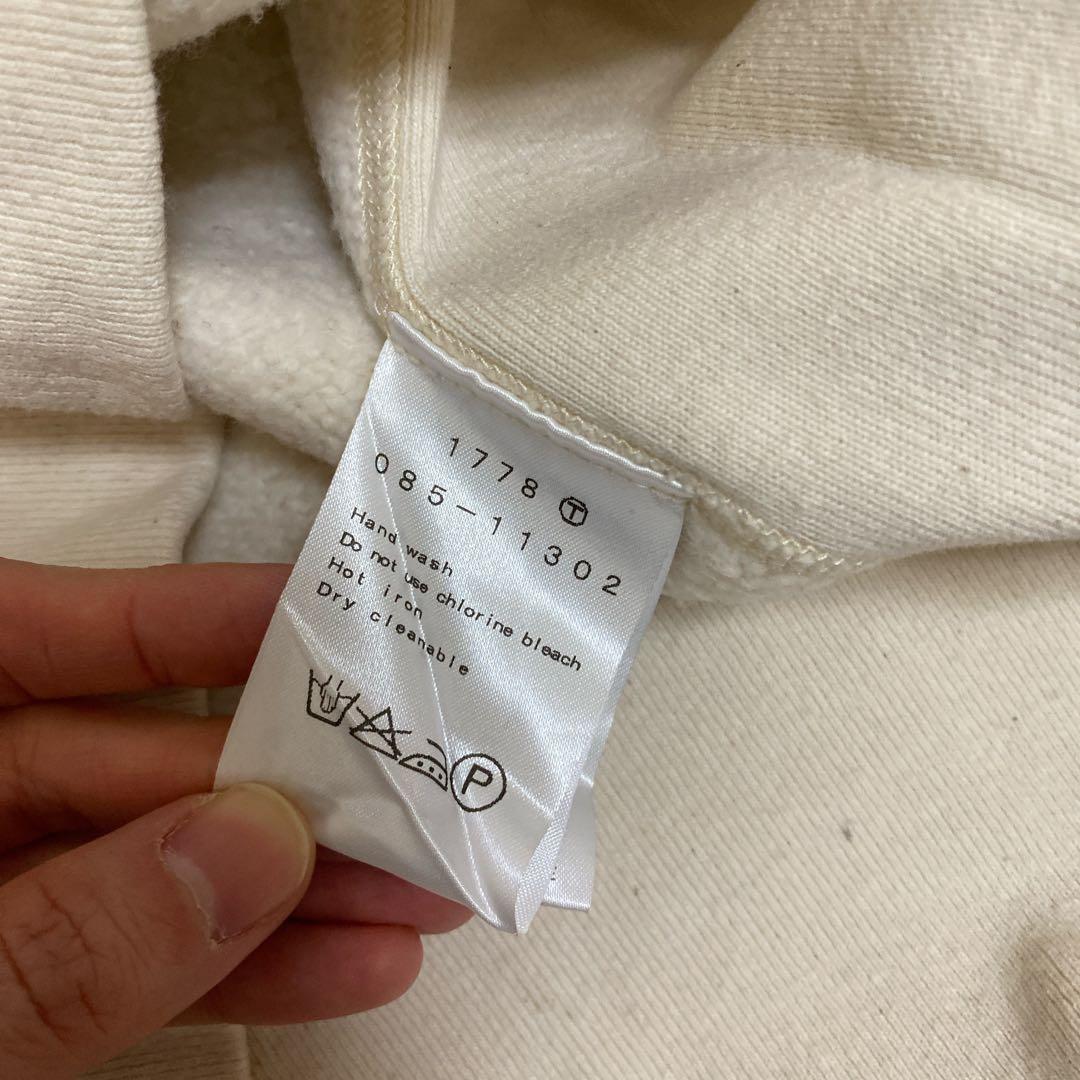 1778 Ⓣ
085-11302
Hand wash
Do not use chlorine bleach
Hot iron
Dry cleanable
P